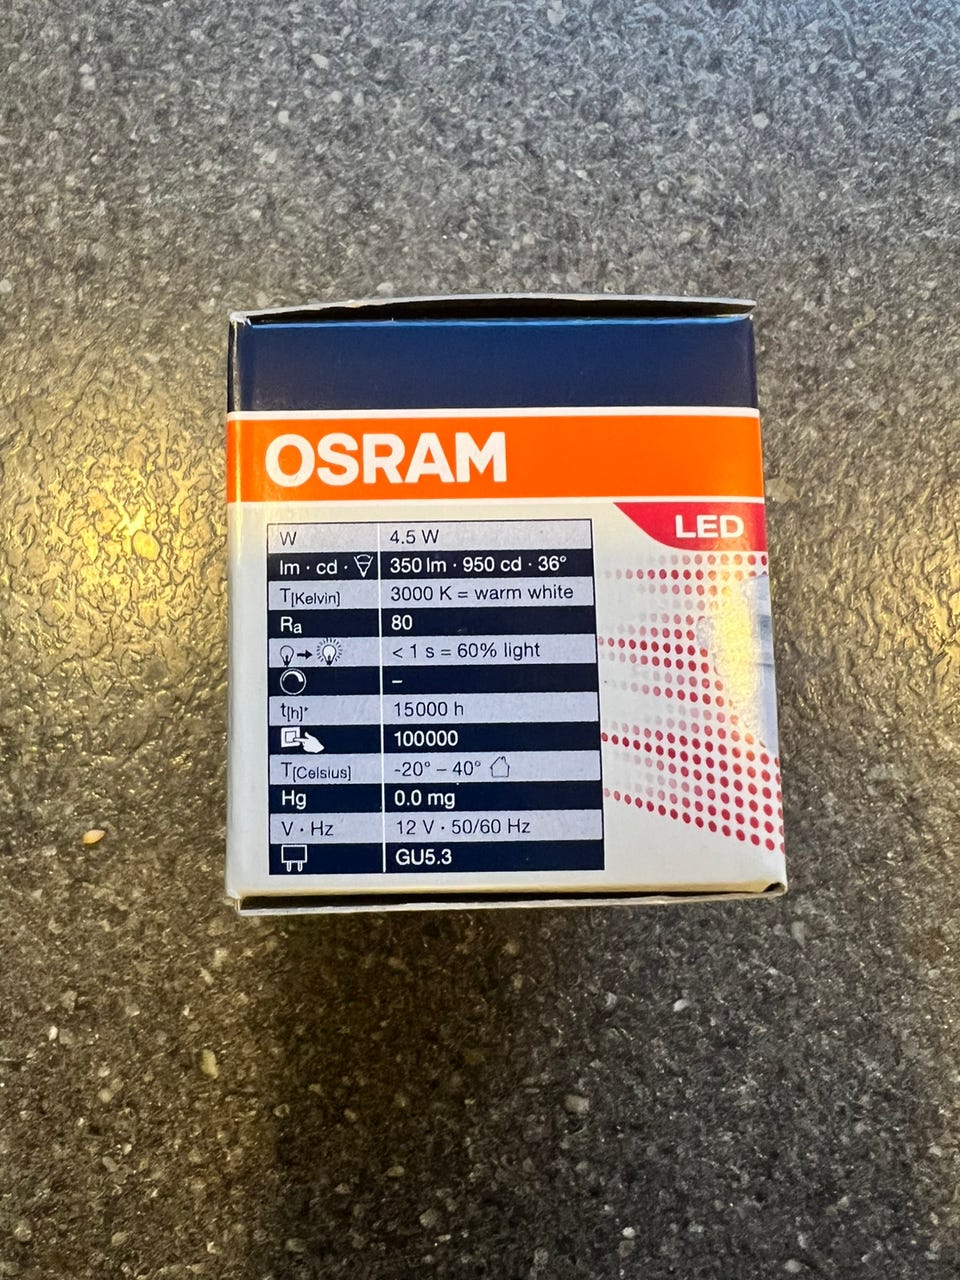 OSRAM
LED
W 4.5 W
lm · cd · 350 lm · 950 cd · 36°
T[Kelvin] 3000 K = warm white
Ra 80
< 1 s = 60% light
–
t[h]* 15000 h
100000
T[Celsius] -20° – 40°
Hg 0.0 mg
V · Hz 12 V · 50/60 Hz
GU5.3